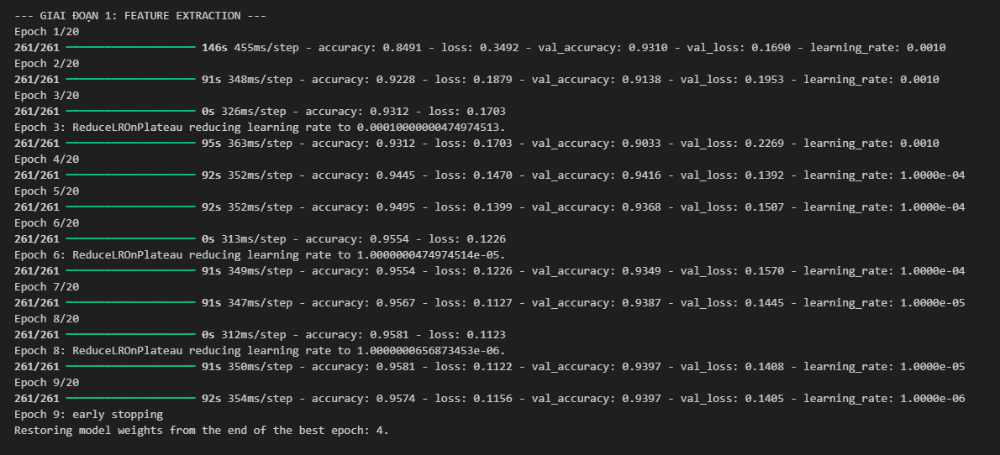 --- GIAI ĐOẠN 1: FEATURE EXTRACTION ---
Epoch 1/20
261/261 ━━━━━━━━━━━━━━━━━━━━ 146s 455ms/step - accuracy: 0.8491 - loss: 0.3492 - val_accuracy: 0.9310 - val_loss: 0.1690 - learning_rate: 0.0010
Epoch 2/20
261/261 ━━━━━━━━━━━━━━━━━━━━ 91s 348ms/step - accuracy: 0.9228 - loss: 0.1879 - val_accuracy: 0.9138 - val_loss: 0.1953 - learning_rate: 0.0010
Epoch 3/20
261/261 ━━━━━━━━━━━━━━━━━━━━ 0s 326ms/step - accuracy: 0.9312 - loss: 0.1703
Epoch 3: ReduceLROnPlateau reducing learning rate to 0.00010000000474974513.
261/261 ━━━━━━━━━━━━━━━━━━━━ 95s 363ms/step - accuracy: 0.9312 - loss: 0.1703 - val_accuracy: 0.9033 - val_loss: 0.2269 - learning_rate: 0.0010
Epoch 4/20
261/261 ━━━━━━━━━━━━━━━━━━━━ 92s 352ms/step - accuracy: 0.9445 - loss: 0.1470 - val_accuracy: 0.9416 - val_loss: 0.1392 - learning_rate: 1.0000e-04
Epoch 5/20
261/261 ━━━━━━━━━━━━━━━━━━━━ 92s 352ms/step - accuracy: 0.9495 - loss: 0.1399 - val_accuracy: 0.9368 - val_loss: 0.1507 - learning_rate: 1.0000e-04
Epoch 6/20
261/261 ━━━━━━━━━━━━━━━━━━━━ 0s 313ms/step - accuracy: 0.9554 - loss: 0.1226
Epoch 6: ReduceLROnPlateau reducing learning rate to 1.0000000474974514e-05.
261/261 ━━━━━━━━━━━━━━━━━━━━ 91s 349ms/step - accuracy: 0.9554 - loss: 0.1226 - val_accuracy: 0.9349 - val_loss: 0.1570 - learning_rate: 1.0000e-04
Epoch 7/20
261/261 ━━━━━━━━━━━━━━━━━━━━ 91s 347ms/step - accuracy: 0.9567 - loss: 0.1127 - val_accuracy: 0.9387 - val_loss: 0.1445 - learning_rate: 1.0000e-05
Epoch 8/20
261/261 ━━━━━━━━━━━━━━━━━━━━ 0s 312ms/step - accuracy: 0.9581 - loss: 0.1123
Epoch 8: ReduceLROnPlateau reducing learning rate to 1.0000000656873453e-06.
261/261 ━━━━━━━━━━━━━━━━━━━━ 91s 350ms/step - accuracy: 0.9581 - loss: 0.1122 - val_accuracy: 0.9397 - val_loss: 0.1408 - learning_rate: 1.0000e-05
Epoch 9/20
261/261 ━━━━━━━━━━━━━━━━━━━━ 92s 354ms/step - accuracy: 0.9574 - loss: 0.1156 - val_accuracy: 0.9397 - val_loss: 0.1405 - learning_rate: 1.0000e-06
Epoch 9: early stopping
Restoring model weights from the end of the best epoch: 4.